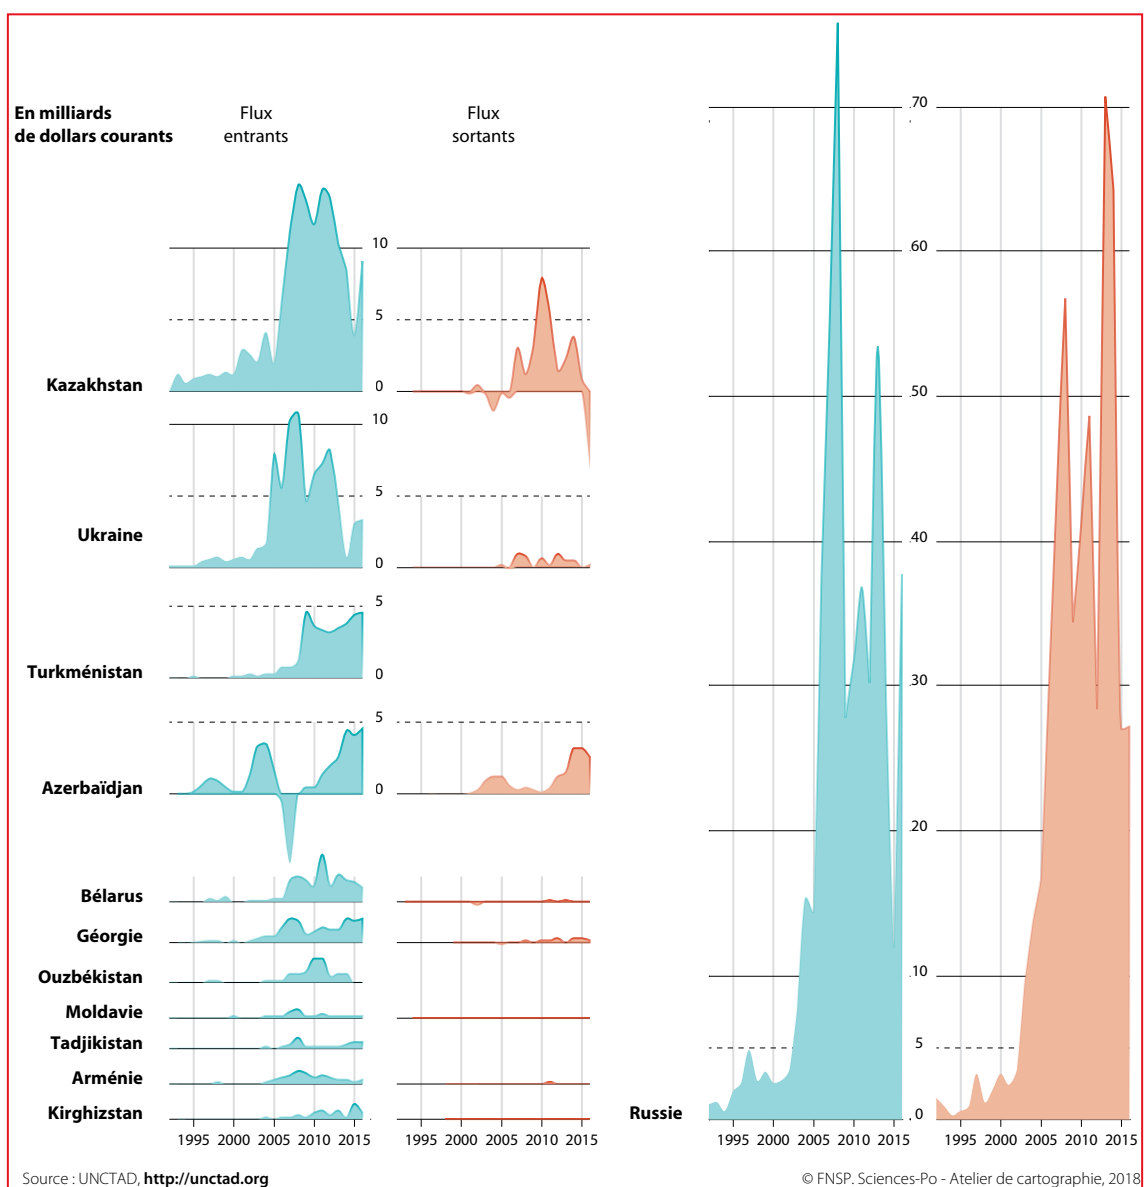 En milliards
de dollars courants
Flux
entrants
Flux
sortants
10
5
0
Kazakhstan
10
5
0
Ukraine
5
0
Turkménistan
5
0
Azerbaïdjan
Bélarus
Géorgie
Ouzbékistan
Moldavie
Tadjikistan
Arménie
Kirghizstan
1995 2000 2005 2010 2015
1995 2000 2005 2010 2015
70
60
50
40
30
20
10
5
0
Russie
1995 2000 2005 2010 2015
1995 2000 2005 2010 2015
Source : UNCTAD, http://unctad.org
© FNSP. Sciences-Po - Atelier de cartographie, 2018